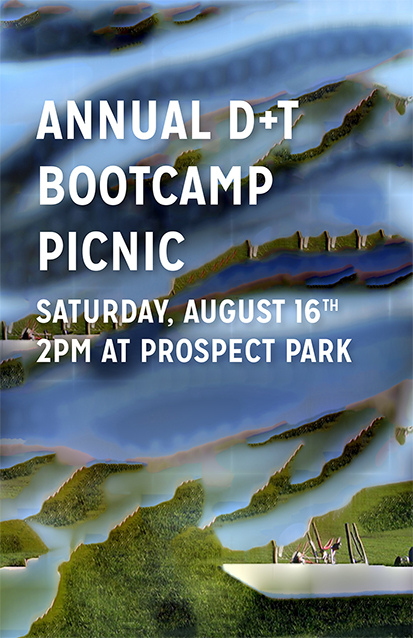 ANNUAL D+T
BOOTCAMP
PICNIC
SATURDAY, AUGUST 16TH
2PM AT PROSPECT PARK